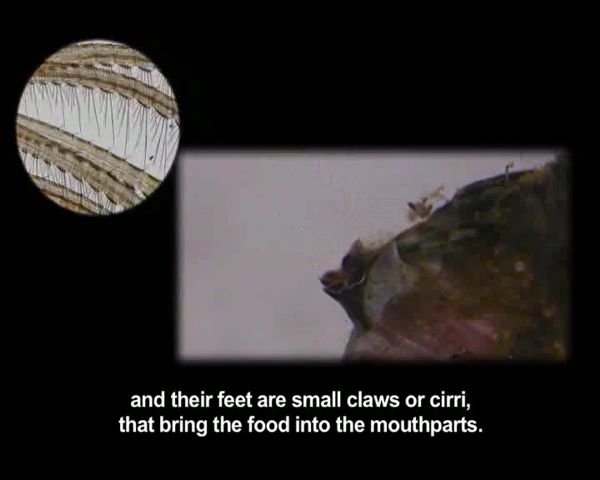 and their feet are small claws or cirri,
that bring the food into the mouthparts.